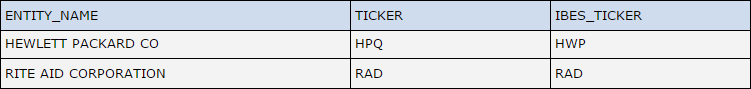 ENTITY_NAME TICKER IBES_TICKER
HEWLETT PACKARD CO HPQ HWP
RITE AID CORPORATION RAD RAD